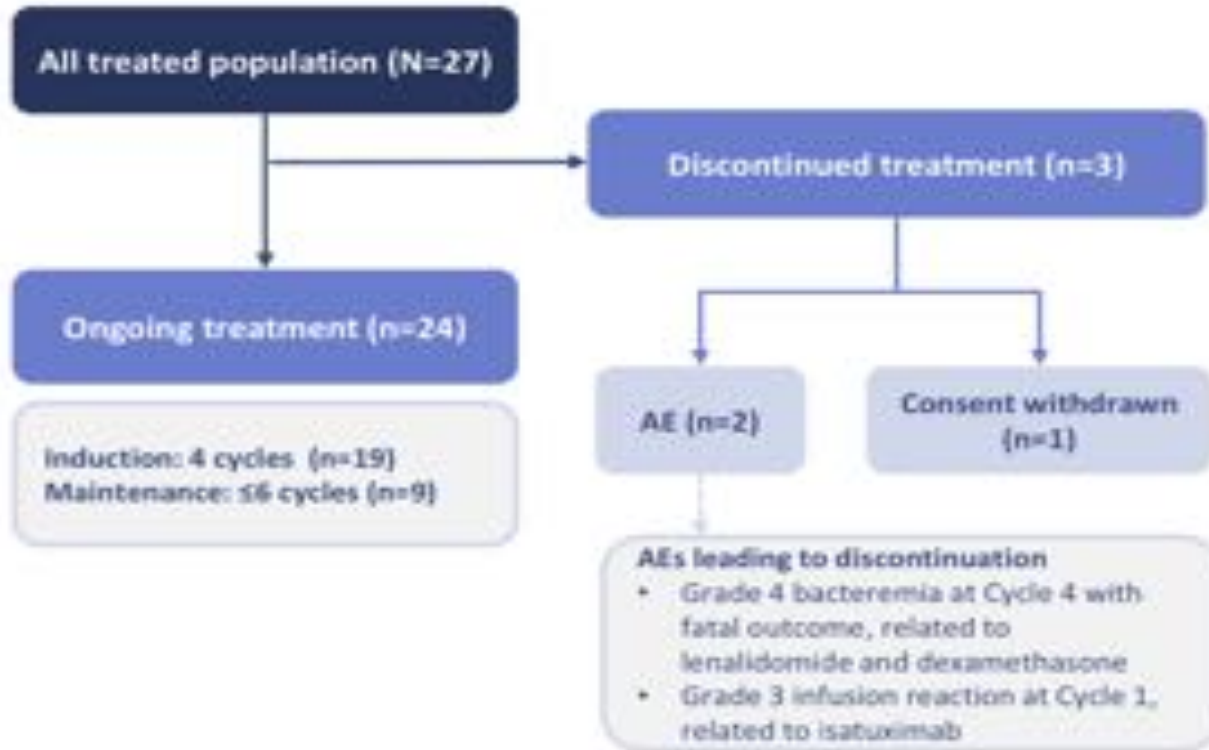 All treated population (N=27)
Discontinued treatment (n=3)
Ongoing treatment (n=24)
Induction: 4 cycles (n=19)
Maintenance: ≤6 cycles (n=9)
AE (n=2)
Consent withdrawn
(n=1)
AEs leading to discontinuation
• Grade 4 bacteremia at Cycle 4 with
fatal outcome, related to
lenalidomide and dexamethasone
• Grade 3 infusion reaction at Cycle 1,
related to isatuximab